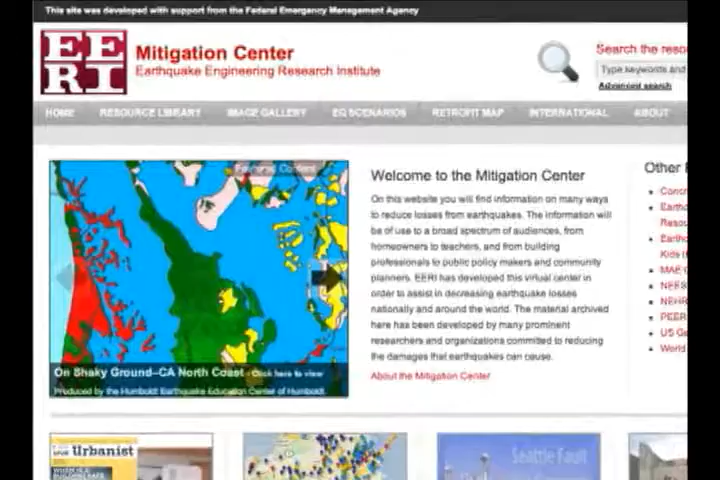 This site was developed with support from the Federal Emergency Management Agency
EERI
Mitigation Center
Earthquake Engineering Research Institute
Search the reso
Type keywords and
Advanced search
HOME RESOURCE LIBRARY IMAGE GALLERY EQ SCENARIOS RETROFIT MAP INTERNATIONAL ABOUT
Welcome to the Mitigation Center
On this website you will find information on many ways
to reduce losses from earthquakes. The information will
be of use to a broad spectrum of audiences, from
homeowners to teachers, and from building
professionals to public policy makers and community
planners. EERI has developed this virtual center in
order to assist in decreasing earthquake losses
nationally and around the world. The material archived
here has been developed by many prominent
researchers and organizations committed to reducing
the damages that earthquakes can cause.
About the Mitigation Center
On Shaky Ground--CA North Coast - Click here to view
Produced by the Humboldt Earthquake Education Center of Humboldt
Other
Concr
Earthq
Resou
Earthq
Kids (
MAE C
NEES
NEHR
PEER
US Ge
World
Urbanist
Seattle Fault